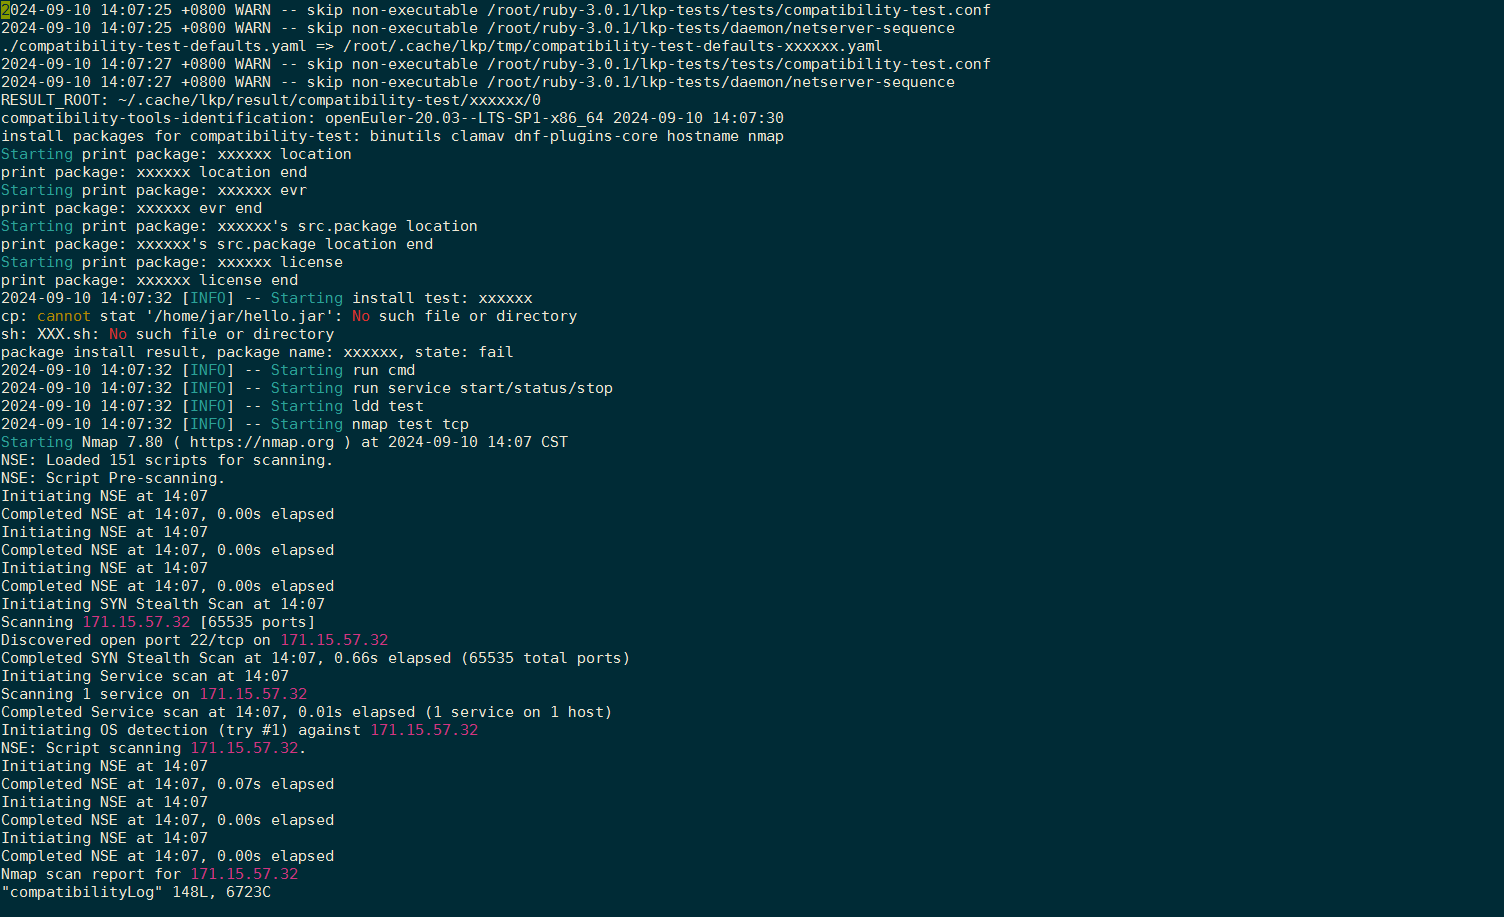 2024-09-10 14:07:25 +0800 WARN -- skip non-executable /root/ruby-3.0.1/lkp-tests/tests/compatibility-test.conf
2024-09-10 14:07:25 +0800 WARN -- skip non-executable /root/ruby-3.0.1/lkp-tests/daemon/netserver-sequence
./compatibility-test-defaults.yaml => /root/.cache/lkp/tmp/compatibility-test-defaults-xxxxxx.yaml
2024-09-10 14:07:27 +0800 WARN -- skip non-executable /root/ruby-3.0.1/lkp-tests/tests/compatibility-test.conf
2024-09-10 14:07:27 +0800 WARN -- skip non-executable /root/ruby-3.0.1/lkp-tests/daemon/netserver-sequence
RESULT_ROOT: ~/.cache/lkp/result/compatibility-test/xxxxxx/0
compatibility-tools-identification: openEuler-20.03--LTS-SP1-x86_64 2024-09-10 14:07:30
install packages for compatibility-test: binutils clamav dnf-plugins-core hostname nmap
Starting print package: xxxxxx location
print package: xxxxxx location end
Starting print package: xxxxxx evr
print package: xxxxxx evr end
Starting print package: xxxxxx's src.package location
print package: xxxxxx's src.package location end
Starting print package: xxxxxx license
print package: xxxxxx license end
2024-09-10 14:07:32 [INFO] -- Starting install test: xxxxxx
cp: cannot stat '/home/jar/hello.jar': No such file or directory
sh: XXX.sh: No such file or directory
package install result, package name: xxxxxx, state: fail
2024-09-10 14:07:32 [INFO] -- Starting run cmd
2024-09-10 14:07:32 [INFO] -- Starting run service start/status/stop
2024-09-10 14:07:32 [INFO] -- Starting ldd test
2024-09-10 14:07:32 [INFO] -- Starting nmap test tcp
Starting Nmap 7.80 ( https://nmap.org ) at 2024-09-10 14:07 CST
NSE: Loaded 151 scripts for scanning.
NSE: Script Pre-scanning.
Initiating NSE at 14:07
Completed NSE at 14:07, 0.00s elapsed
Initiating NSE at 14:07
Completed NSE at 14:07, 0.00s elapsed
Initiating NSE at 14:07
Completed NSE at 14:07, 0.00s elapsed
Initiating SYN Stealth Scan at 14:07
Scanning 171.15.57.32 [65535 ports]
Discovered open port 22/tcp on 171.15.57.32
Completed SYN Stealth Scan at 14:07, 0.66s elapsed (65535 total ports)
Initiating Service scan at 14:07
Scanning 1 service on 171.15.57.32
Completed Service scan at 14:07, 0.01s elapsed (1 service on 1 host)
Initiating OS detection (try #1) against 171.15.57.32
NSE: Script scanning 171.15.57.32.
Initiating NSE at 14:07
Completed NSE at 14:07, 0.07s elapsed
Initiating NSE at 14:07
Completed NSE at 14:07, 0.00s elapsed
Initiating NSE at 14:07
Completed NSE at 14:07, 0.00s elapsed
Nmap scan report for 171.15.57.32
"compatibilityLog" 148L, 6723C